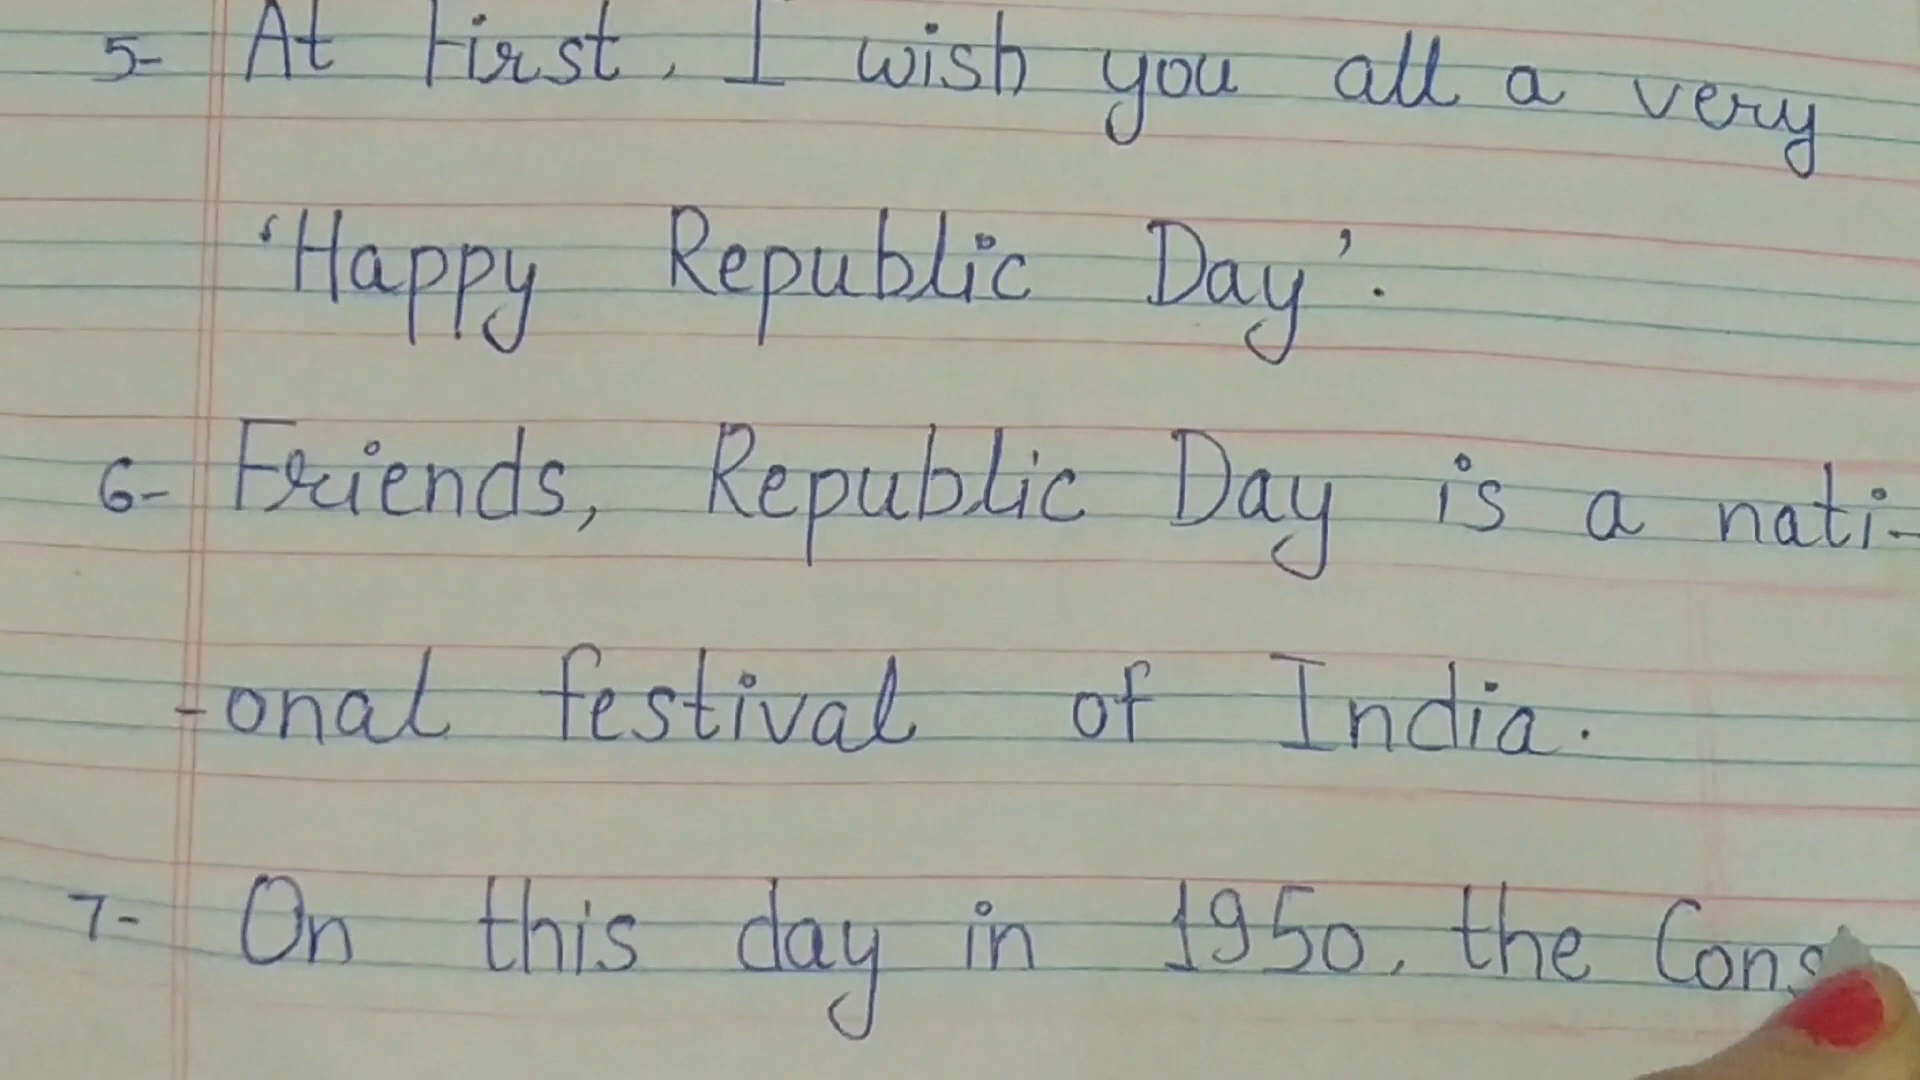 5- At First, I wish you all a very
'Happy Republic Day'.
6- Friends, Republic Day is a nati-
-onal festival of India.
7- On this day in 1950, the Cons